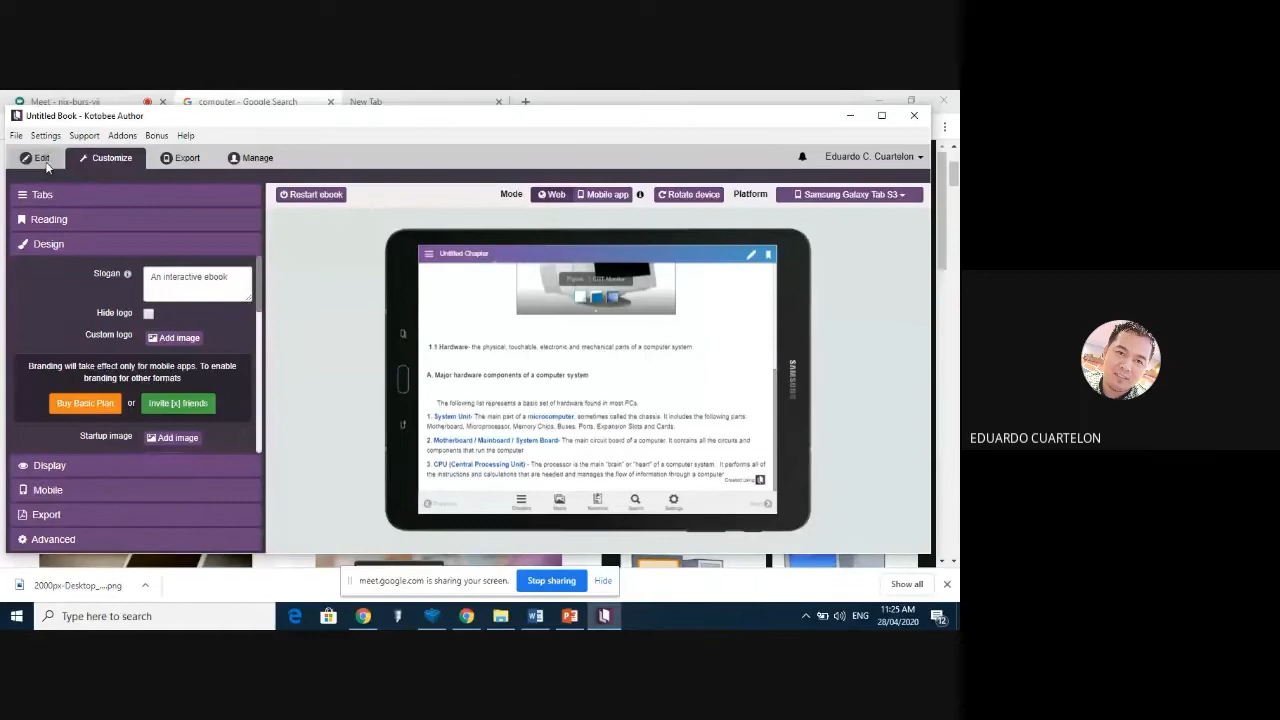 Meet - nix-burs-vii
computer - Google Search
New Tab
Untitled Book - Kotobee Author
File Settings Support Addons Bonus Help
Edit Customize Export Manage
Eduardo C. Cuartelon
Tabs
Restart ebook
Mode
Web
Mobile app
Rotate device
Platform
Samsung Galaxy Tab S3
Reading
Design
Slogan
An interactive ebook
Hide logo
Custom logo
Add image
Branding will take effect only for mobile apps. To enable
branding for other formats
Buy Basic Plan or Invite [x] friends
Startup image
Add image
Display
Mobile
Export
Advanced
Untitled Chapter
CRT Monitor
1.1 Hardware- the physical, touchable, electronic and mechanical parts of a computer system.
A. Major hardware components of a computer system
The following list represents a basic set of hardware found in most PCs.
1. System Unit- The main part of a microcomputer, sometimes called the chassis. It includes the following parts:
Motherboard, Microprocessor, Memory Chips, Buses, Ports, Expansion Slots and Cards.
2. Motherboard / Mainboard / System Board- The main circuit board of a computer. It contains all the circuits and
components that run the computer
3. CPU (Central Processing Unit) - The processor is the main "brain" or "heart" of a computer system. It performs all of
the instructions and calculations that are needed and manages the flow of information through a computer.
Created using
Chapters
Search
Settings
SAMSUNG
EDUARDO CUARTELON
2000px-Desktop_....png
meet.google.com is sharing your screen.
Stop sharing
Hide
Show all
Type here to search
ENG
11:25 AM
28/04/2020
12